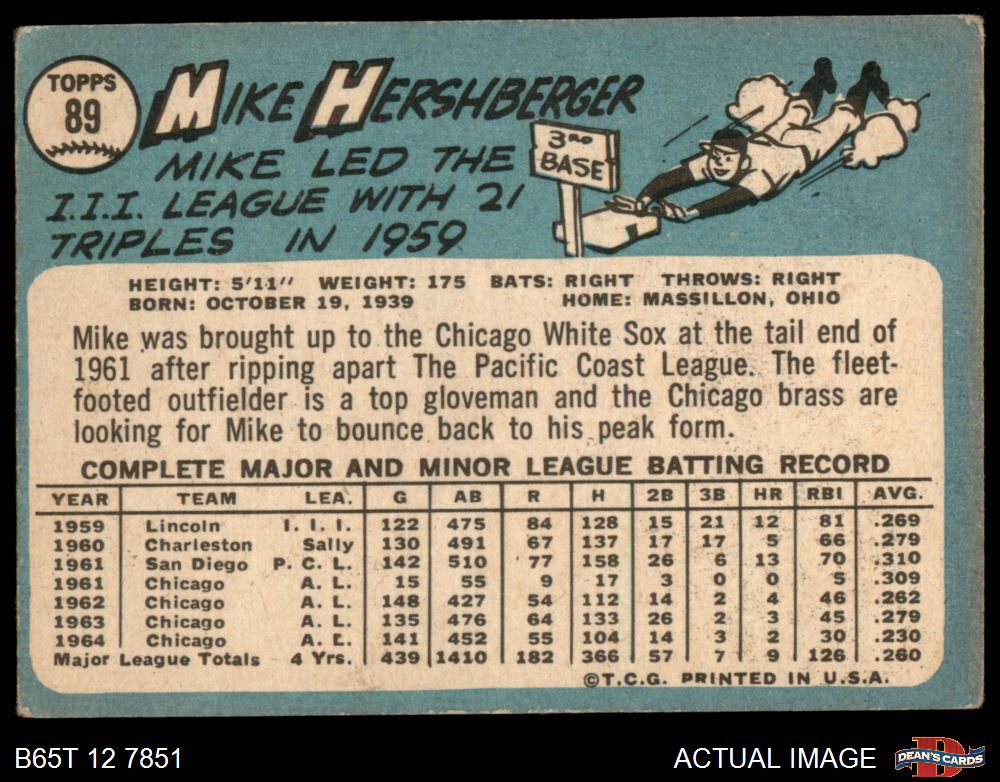 TOPPS
89
MIKE HERSHBERGER
MIKE LED THE
I.I.I. LEAGUE WITH 21
TRIPLES IN 1959
3RD
BASE
HEIGHT: 5'11" WEIGHT: 175 BATS: RIGHT THROWS: RIGHT
BORN: OCTOBER 19, 1939 HOME: MASSILLON, OHIO
Mike was brought up to the Chicago White Sox at the tail end of
1961 after ripping apart The Pacific Coast League. The fleet-
footed outfielder is a top gloveman and the Chicago brass are
looking for Mike to bounce back to his peak form.
COMPLETE MAJOR AND MINOR LEAGUE BATTING RECORD
YEAR TEAM LEA. G AB R H 2B 3B HR RBI AVG.
1959 Lincoln I. I. I. 122 475 84 128 15 21 12 81 .269
1960 Charleston Sally 130 491 67 137 17 17 5 66 .279
1961 San Diego P. C. L. 142 510 77 158 26 6 13 70 .310
1961 Chicago A. L. 15 55 9 17 3 0 0 5 .309
1962 Chicago A. L. 148 427 54 112 14 2 4 46 .262
1963 Chicago A. L. 135 476 64 133 26 2 3 45 .279
1964 Chicago A. L. 141 452 55 104 14 3 2 30 .230
Major League Totals 4 Yrs. 439 1410 182 366 57 7 9 126 .260
©T.C.G. PRINTED IN U.S.A.
B65T 12 7851 ACTUAL IMAGE
D
DEAN'S CARDS